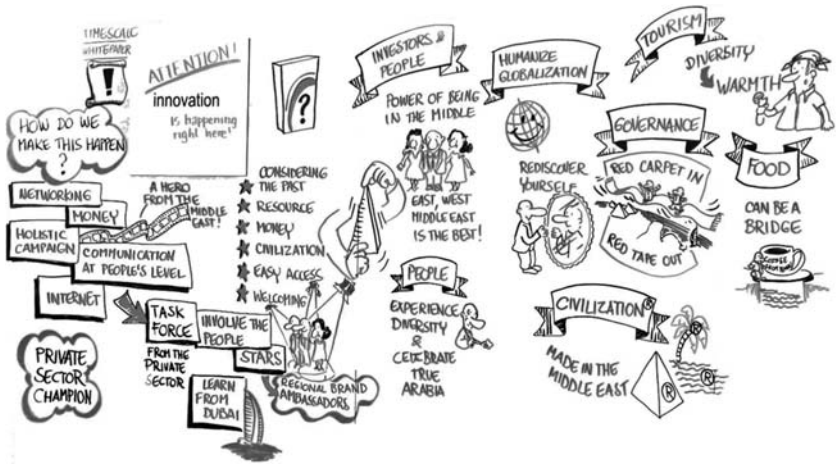 TIMESCALE
WHITEPAPER
!
ATTENTION!
innovation
is happening
right here!
HOW DO WE
MAKE THIS HAPPEN
?
NETWORKING
MONEY
HOLISTIC
CAMPAIGN
COMMUNICATION
AT PEOPLE'S LEVEL
INTERNET
A HERO
FROM THE
MIDDLE
EAST!
PRIVATE
SECTOR
CHAMPION
TASK
FORCE
FROM THE
PRIVATE
SECTOR
INVOLVE THE
PEOPLE
STARS
LEARN
FROM
DUBAI
?
CONSIDERING
THE PAST
RESOURCE
MONEY
CIVILIZATION
EASY ACCESS
WELCOMING
REGIONAL BRAND
AMBASSADORS
INVESTORS &
PEOPLE
POWER OF BEING
IN THE MIDDLE
EAST, WEST
MIDDLE EAST
IS THE BEST!
PEOPLE
EXPERIENCE
DIVERSITY
&
CELEBRATE
TRUE
ARABIA
HUMANIZE
GLOBALIZATION
REDISCOVER
YOURSELF
TOURISM
DIVERSITY
WARMTH
GOVERNANCE
RED CARPET IN
RED TAPE OUT
FOOD
CAN BE A
BRIDGE
COFFEE
CIVILIZATION®
MADE IN THE
MIDDLE EAST
®
®
®